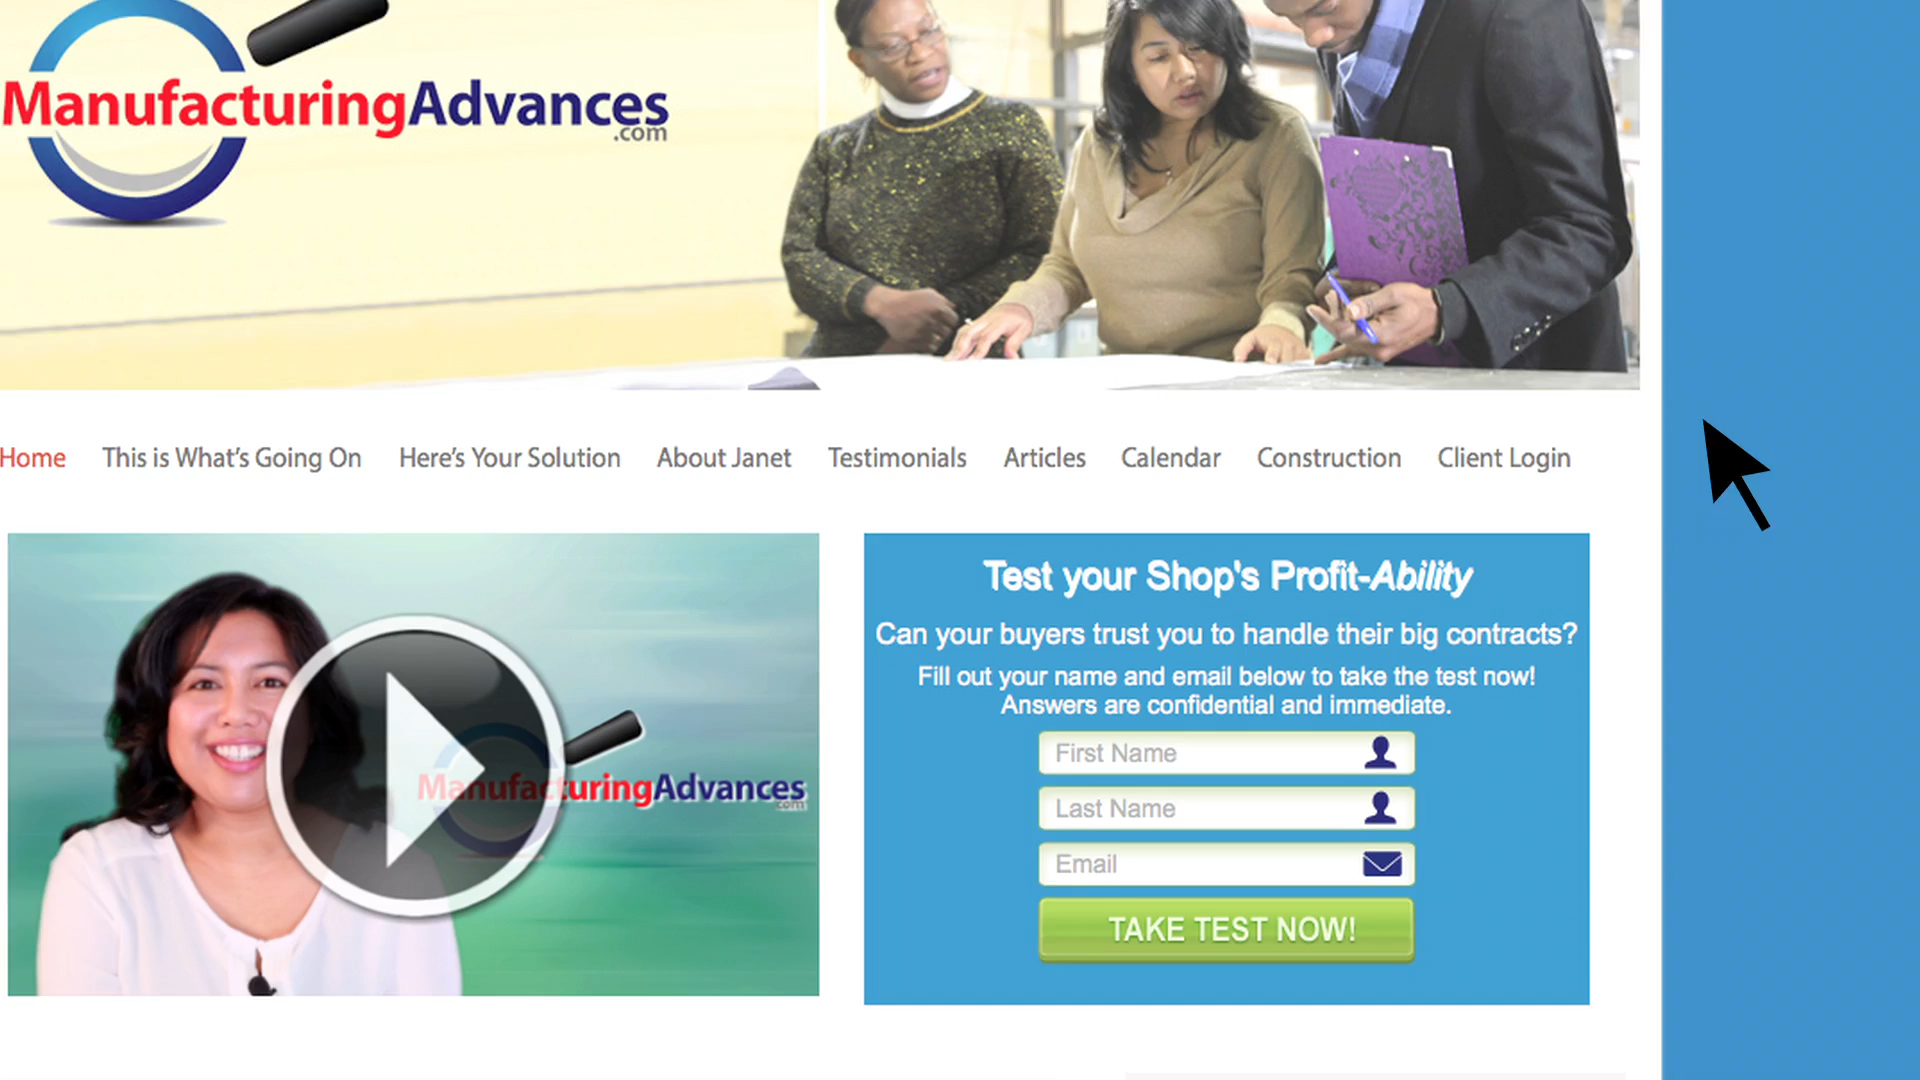 ManufacturingAdvances
.com
Home This is What's Going On Here's Your Solution About Janet Testimonials Articles Calendar Construction Client Login
ManufacturingAdvances
.com
Test your Shop's Profit-Ability
Can your buyers trust you to handle their big contracts?
Fill out your name and email below to take the test now!
Answers are confidential and immediate.
First Name
Last Name
Email
TAKE TEST NOW!